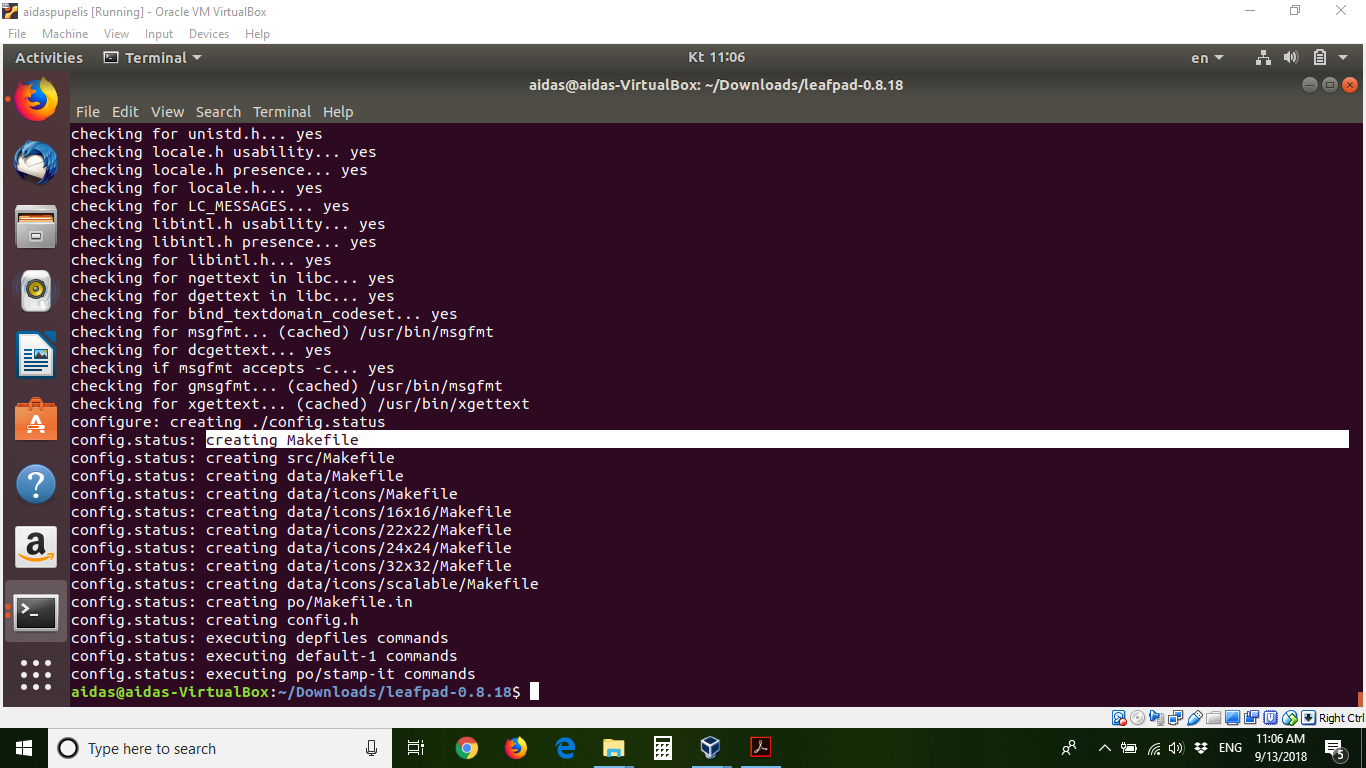 aidaspupelis [Running] - Oracle VM VirtualBox
File Machine View Input Devices Help
Activities Terminal Kt 11:06 en
aidas@aidas-VirtualBox: ~/Downloads/leafpad-0.8.18
File Edit View Search Terminal Help
checking for unistd.h... yes
checking locale.h usability... yes
checking locale.h presence... yes
checking for locale.h... yes
checking for LC_MESSAGES... yes
checking libintl.h usability... yes
checking libintl.h presence... yes
checking for libintl.h... yes
checking for ngettext in libc... yes
checking for dgettext in libc... yes
checking for bind_textdomain_codeset... yes
checking for msgfmt... (cached) /usr/bin/msgfmt
checking for dcgettext... yes
checking if msgfmt accepts -c... yes
checking for gmsgfmt... (cached) /usr/bin/msgfmt
checking for xgettext... (cached) /usr/bin/xgettext
configure: creating ./config.status
config.status: creating Makefile
config.status: creating src/Makefile
config.status: creating data/Makefile
config.status: creating data/icons/Makefile
config.status: creating data/icons/16x16/Makefile
config.status: creating data/icons/22x22/Makefile
config.status: creating data/icons/24x24/Makefile
config.status: creating data/icons/32x32/Makefile
config.status: creating data/icons/scalable/Makefile
config.status: creating po/Makefile.in
config.status: creating config.h
config.status: executing depfiles commands
config.status: executing default-1 commands
config.status: executing po/stamp-it commands
aidas@aidas-VirtualBox:~/Downloads/leafpad-0.8.18$
Right Ctrl
Type here to search
ENG
11:06 AM
9/13/2018
5